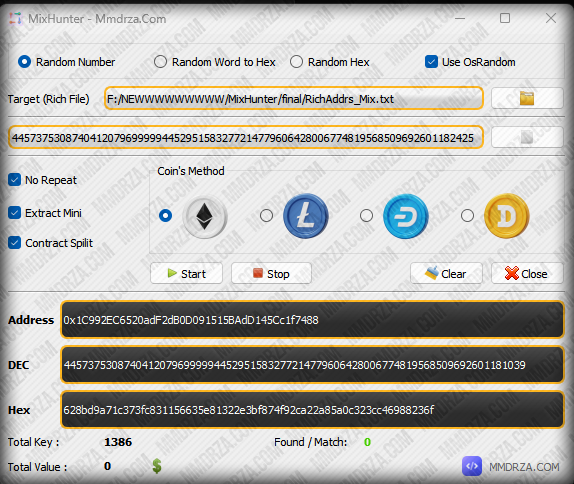 MixHunter - Mmdrza.Com
Random Number Random Word to Hex Random Hex Use OsRandom
Target (Rich File) F:/NEWWWWWWWWW/MixHunter/final/RichAddrs_Mix.txt
44573753087404120796999994452951583277214779606428006774819568509692601182425
No Repeat
Coin's Method
Extract Mini
Contract Spilit
Start Stop Clear Close
Address 0x1C992EC6520adF2dB0D091515BAdD145Cc1f7488
DEC 44573753087404120796999994452951583277214779606428006774819568509692601181039
Hex 628bd9a71c373fc831156635e81322e3bf874f92ca22a85a0c323cc46988236f
Total Key : 1386 Found / Match: 0
Total Value : 0 $ MMDRZA.COM